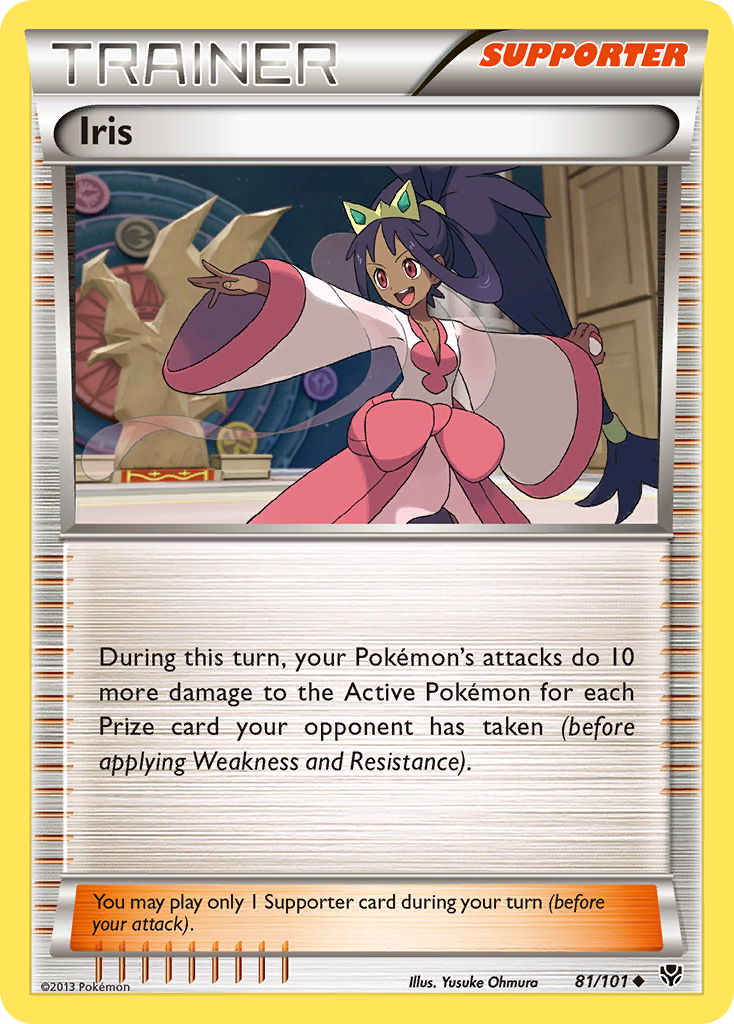 TRAINER
SUPPORTER
Iris
During this turn, your Pokémon's attacks do 10
more damage to the Active Pokémon for each
Prize card your opponent has taken (before
applying Weakness and Resistance).
You may play only 1 Supporter card during your turn (before
your attack).
©2013 Pokémon
Illus. Yusuke Ohmura
81/101